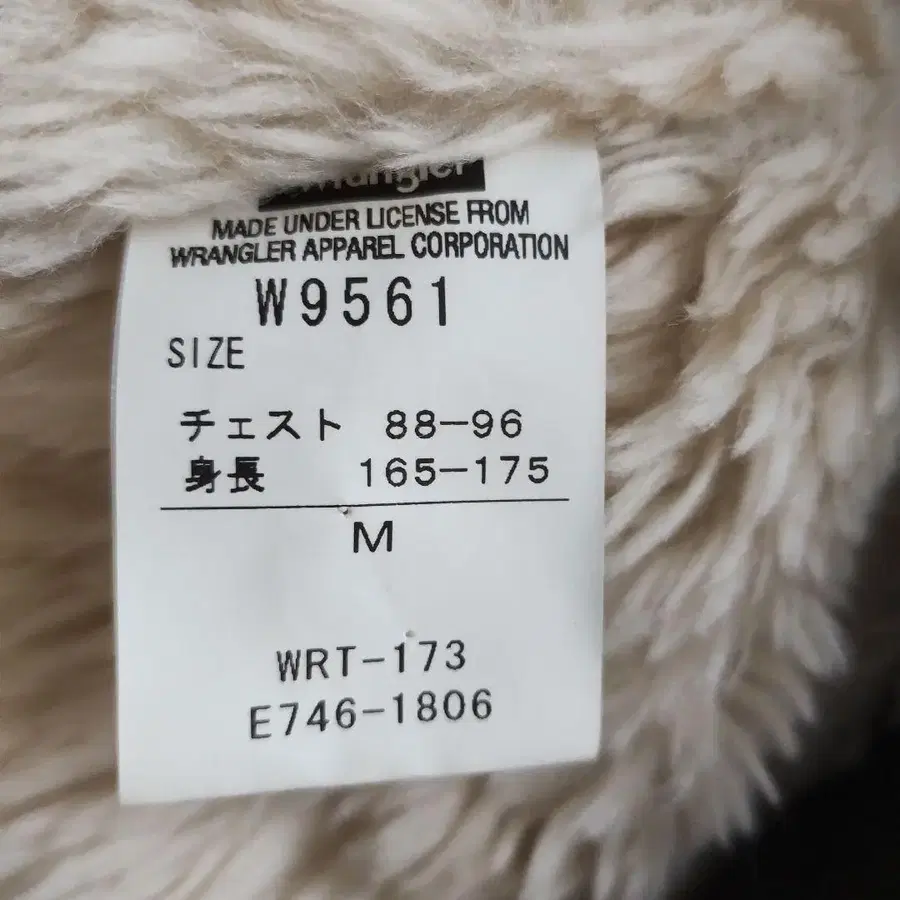 Wrangler
MADE UNDER LICENSE FROM
WRANGLER APPAREL CORPORATION
W9561
SIZE
チェスト 88-96
身長 165-175
M
WRT-173
E746-1806